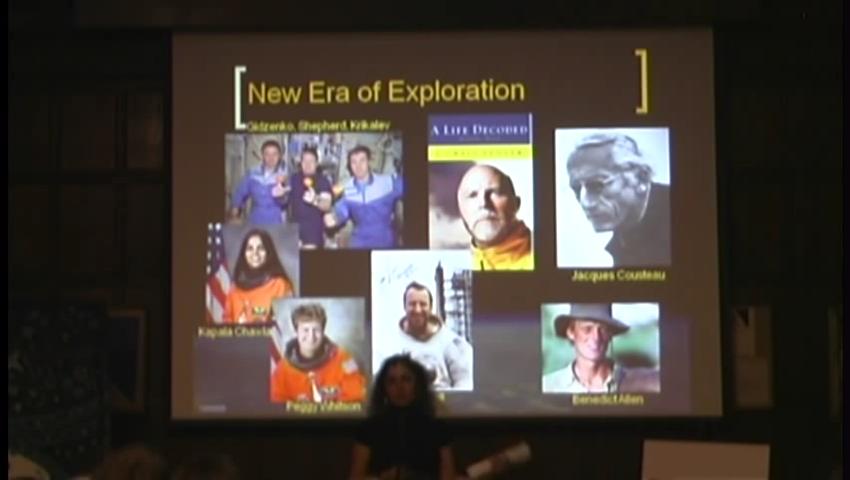 New Era of Exploration
Gidzenko, Shepherd, Krikalev
A LIFE DECODED
Jacques Cousteau
Kapala Chawla
Peggy Whitson
Benedict Allen